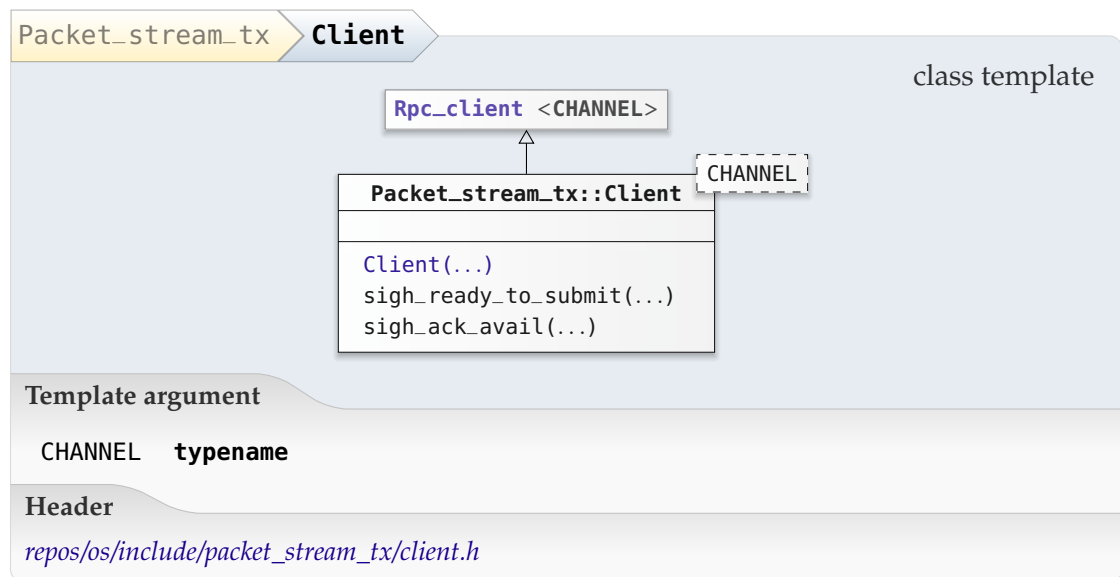 Packet_stream_tx Client
class template
Rpc_client <CHANNEL>
CHANNEL
Packet_stream_tx::Client
Client(...)
sigh_ready_to_submit(...)
sigh_ack_avail(...)
Template argument
CHANNEL typename
Header
repos/os/include/packet_stream_tx/client.h